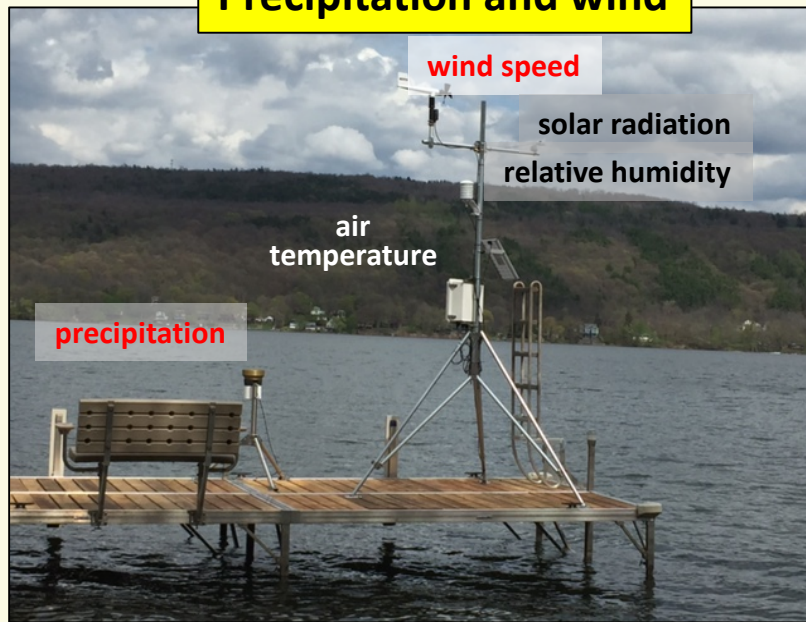 Precipitation and wind
wind speed
solar radiation
relative humidity
air
temperature
precipitation